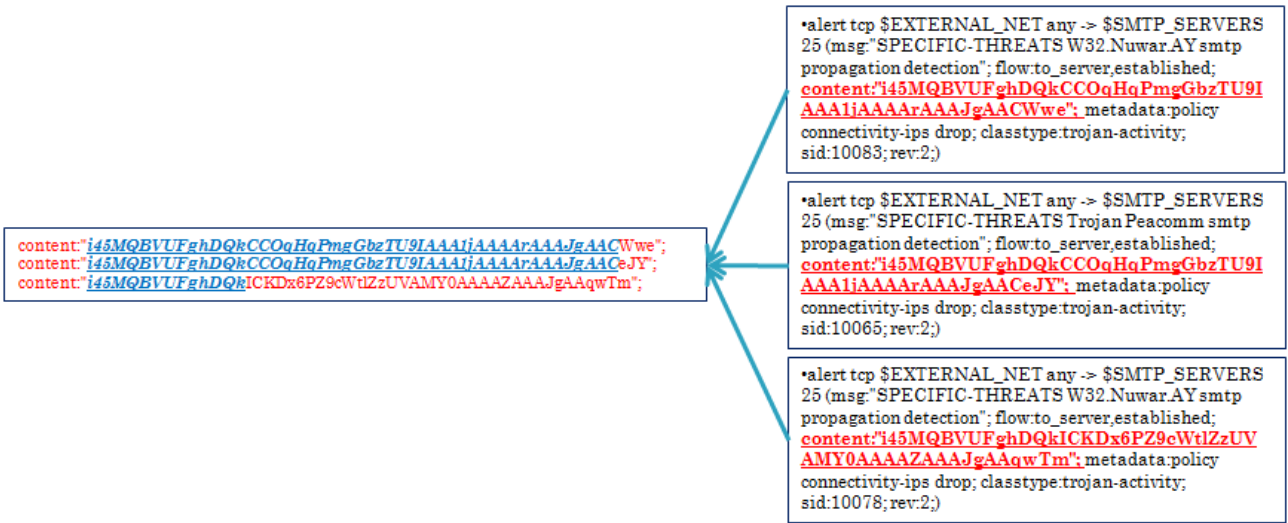 content:"i45MQBVUFghDQkCCOqHqPmgGbzTU9IAAA1jAAAArAAAJgAACWwe";
content:"i45MQBVUFghDQkCCOqHqPmgGbzTU9IAAA1jAAAArAAAJgAACeJY";
content:"i45MQBVUFghDQkICKDx6PZ9cWtlZzUVAMY0AAAAZAAAJgAAqwTm";
•alert tcp $EXTERNAL_NET any -> $SMTP_SERVERS
25 (msg:"SPECIFIC-THREATS W32.Nuwar.AY smtp
propagation detection"; flow:to_server,established;
content:"i45MQBVUFghDQkCCOqHqPmgGbzTU9I
AAA1jAAAArAAAJgAACWwe"; metadata:policy
connectivity-ips drop; classtype:trojan-activity;
sid:10083; rev:2;)
•alert tcp $EXTERNAL_NET any -> $SMTP_SERVERS
25 (msg:"SPECIFIC-THREATS Trojan Peacomm smtp
propagation detection"; flow:to_server,established;
content:"i45MQBVUFghDQkCCOqHqPmgGbzTU9I
AAA1jAAAArAAAJgAACeJY"; metadata:policy
connectivity-ips drop; classtype:trojan-activity;
sid:10065; rev:2;)
•alert tcp $EXTERNAL_NET any -> $SMTP_SERVERS
25 (msg:"SPECIFIC-THREATS W32.Nuwar.AY smtp
propagation detection"; flow:to_server,established;
content:"i45MQBVUFghDQkICKDx6PZ9cWtlZzUV
AMY0AAAAZAAAJgAAqwTm"; metadata:policy
connectivity-ips drop; classtype:trojan-activity;
sid:10078; rev:2;)